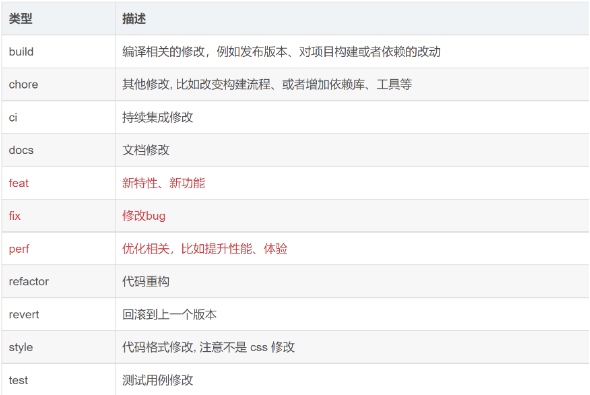 类型 描述
build 编译相关的修改，例如发布版本、对项目构建或者依赖的改动
chore 其他修改, 比如改变构建流程、或者增加依赖库、工具等
ci 持续集成修改
docs 文档修改
feat 新特性、新功能
fix 修改bug
perf 优化相关，比如提升性能、体验
refactor 代码重构
revert 回滚到上一个版本
style 代码格式修改, 注意不是 css 修改
test 测试用例修改